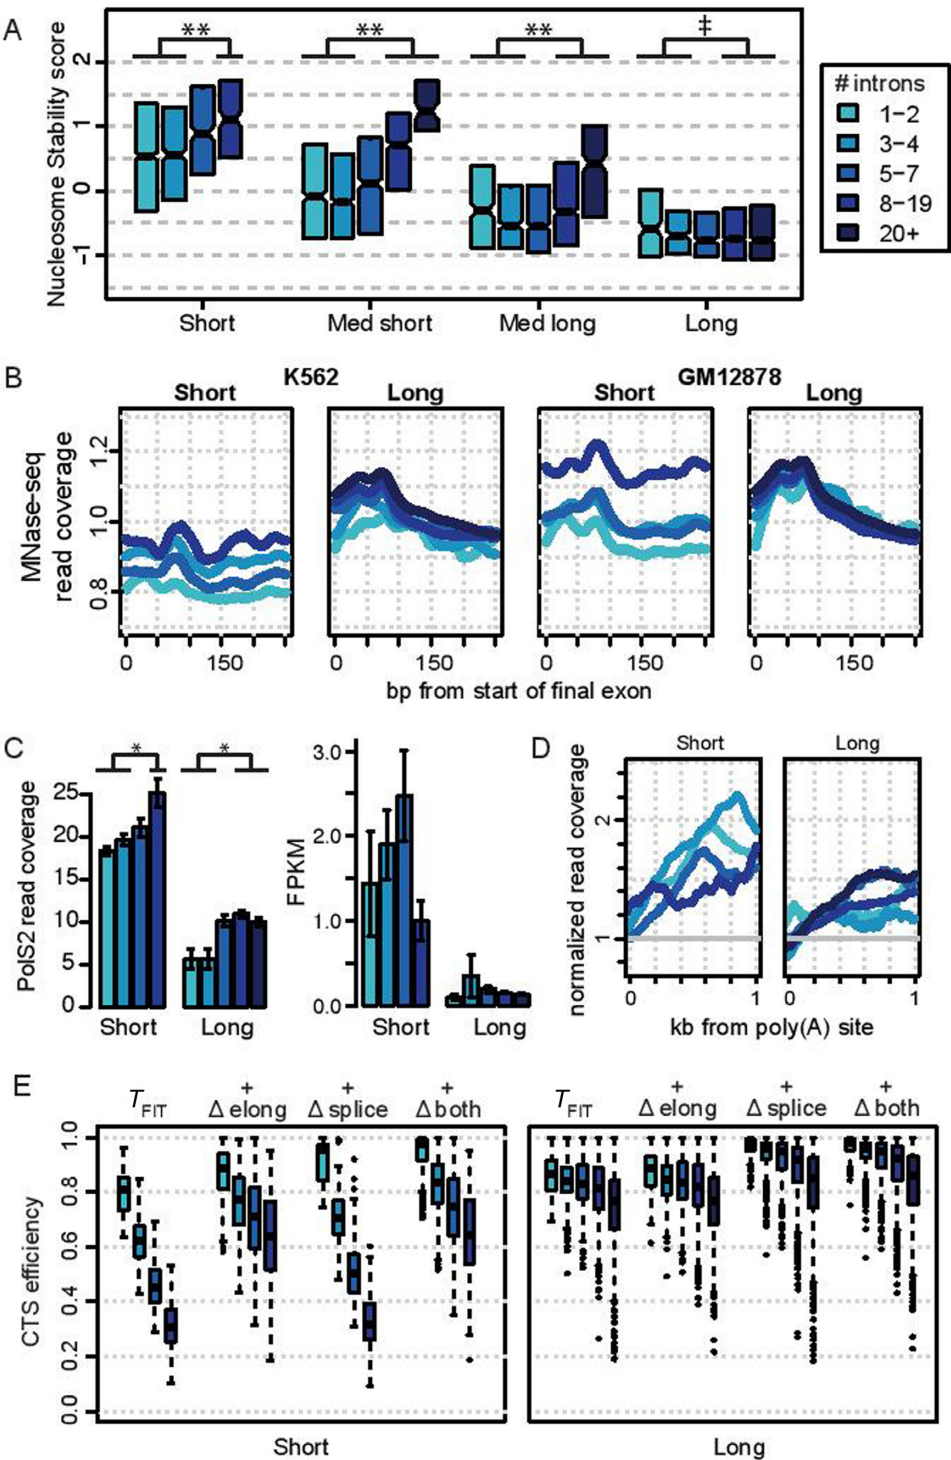 A
Nucleosome Stability score
2
1
0
−1
**
**
**
‡
Short
Med short
Med long
Long
# introns
1−2
3−4
5−7
8−19
20+
B
K562
GM12878
Short
Long
Short
Long
MNase-seq
read coverage
1.2
1.0
0.8
0 150
0 150
0 150
0 150
bp from start of final exon
C
PolS2 read coverage
25
20
15
10
5
0
*
*
Short
Long
FPKM
3.0
2.0
1.0
0.0
Short
Long
D
Short
Long
normalized read coverage
2
1
0 1
0 1
kb from poly(A) site
E
TFIT
+
Δ elong
+
Δ splice
+
Δ both
TFIT
+
Δ elong
+
Δ splice
+
Δ both
CTS efficiency
1.0
0.8
0.6
0.4
0.2
0.0
Short
Long